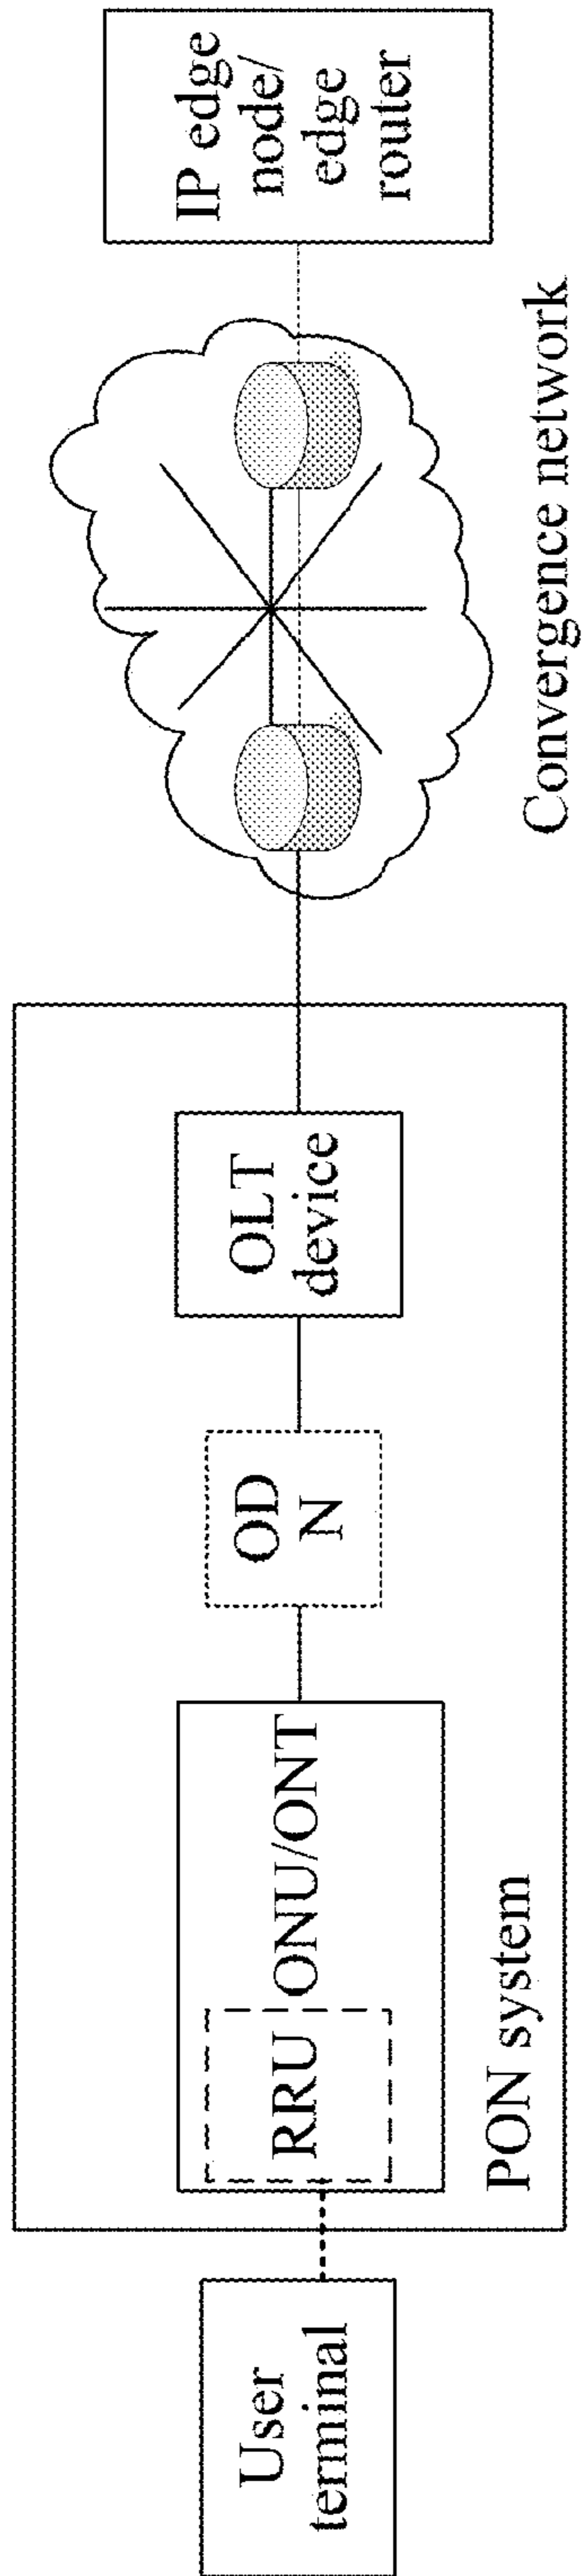 User
terminal
RRU
ONU/ONT
PON system
OD
N
OLT
device
Convergence network
IP edge
node/
edge
router